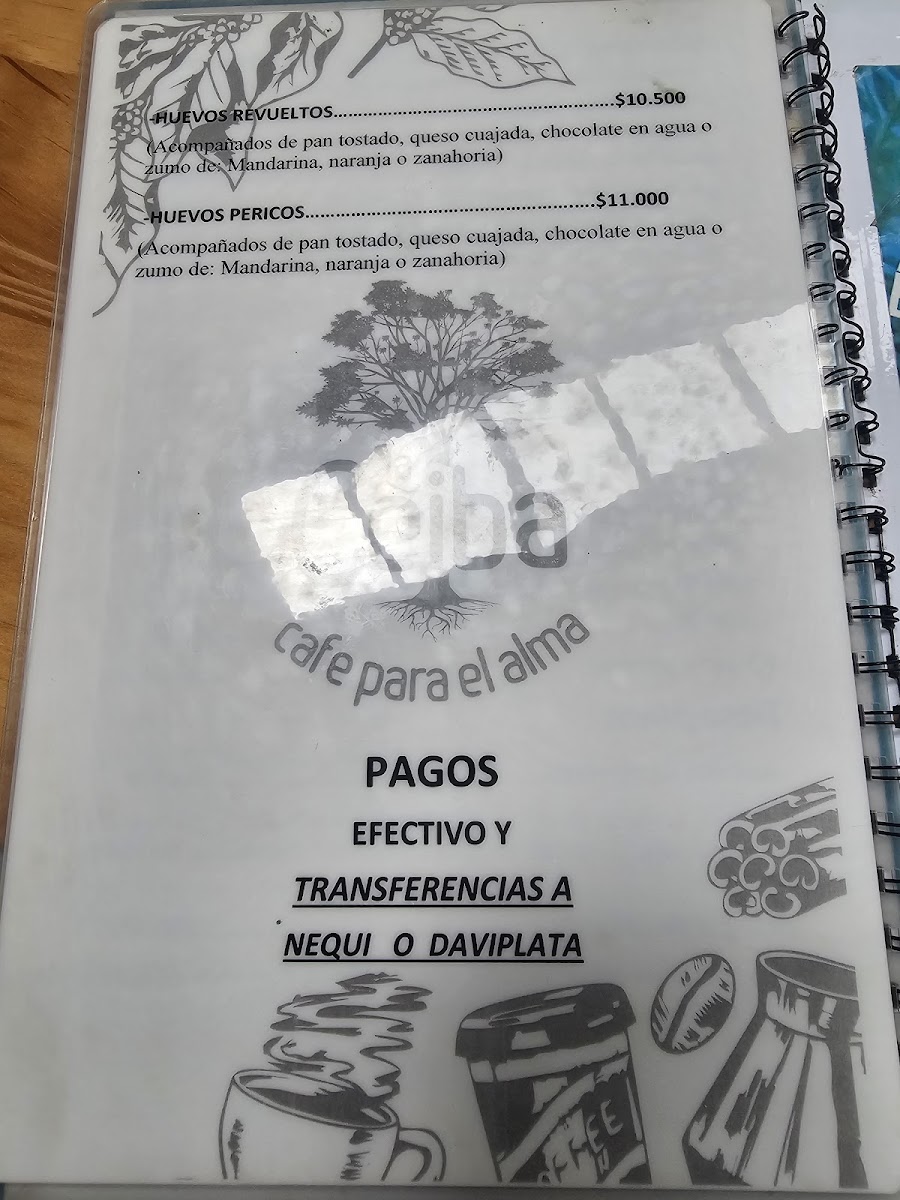 -HUEVOS REVUELTOS............................................................$10.500
(Acompañados de pan tostado, queso cuajada, chocolate en agua o
zumo de: Mandarina, naranja o zanahoria)
-HUEVOS PERICOS..............................................................$11.000
(Acompañados de pan tostado, queso cuajada, chocolate en agua o
zumo de: Mandarina, naranja o zanahoria)
cafe para el alma
PAGOS
EFECTIVO Y
TRANSFERENCIAS A
NEQUI O DAVIPLATA